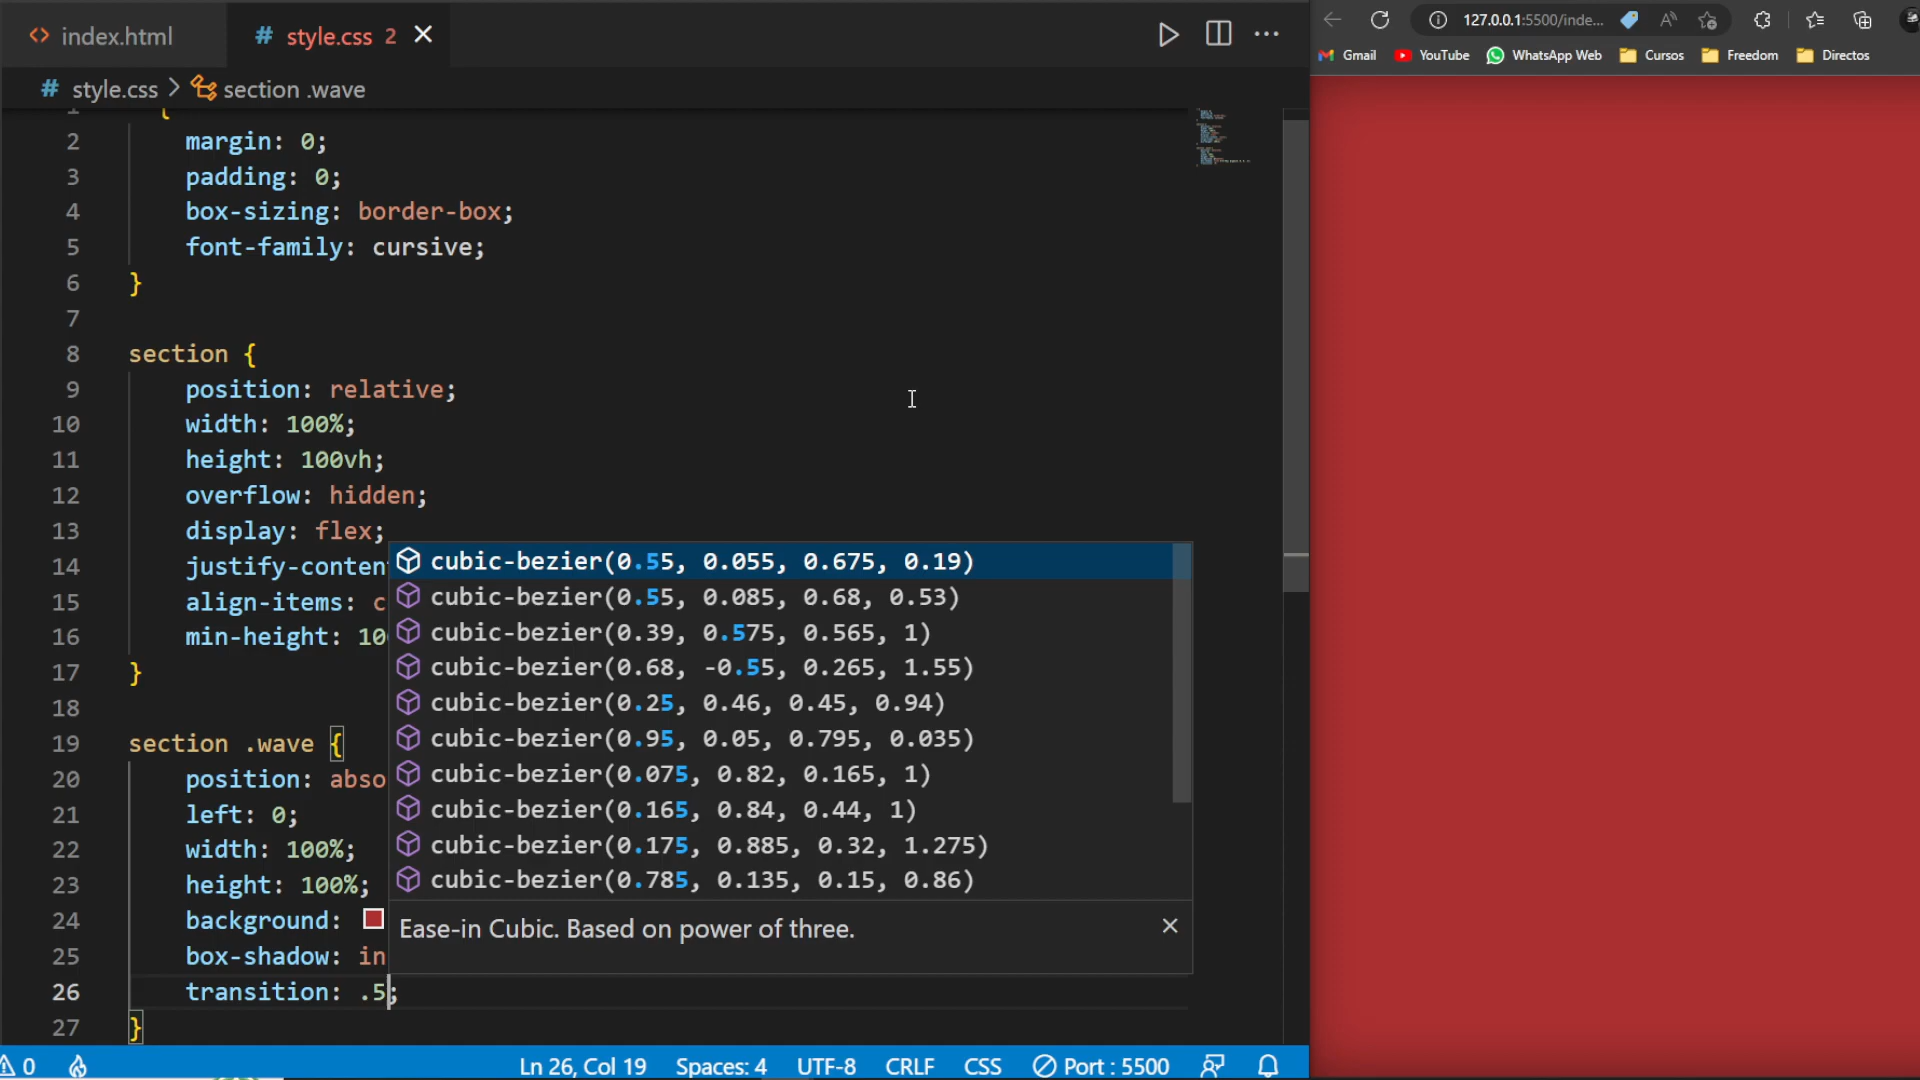 index.html
style.css 2
style.css > section .wave
1 {
2 margin: 0;
3 padding: 0;
4 box-sizing: border-box;
5 font-family: cursive;
6 }
7
8 section {
9 position: relative;
10 width: 100%;
11 height: 100vh;
12 overflow: hidden;
13 display: flex;
14 justify-conten
15 align-items: c
16 min-height: 10
17 }
18
19 section .wave {
20 position: abso
21 left: 0;
22 width: 100%;
23 height: 100%;
24 background:
25 box-shadow: in
26 transition: .5;
27 }
cubic-bezier(0.55, 0.055, 0.675, 0.19)
cubic-bezier(0.55, 0.085, 0.68, 0.53)
cubic-bezier(0.39, 0.575, 0.565, 1)
cubic-bezier(0.68, -0.55, 0.265, 1.55)
cubic-bezier(0.25, 0.46, 0.45, 0.94)
cubic-bezier(0.95, 0.05, 0.795, 0.035)
cubic-bezier(0.075, 0.82, 0.165, 1)
cubic-bezier(0.165, 0.84, 0.44, 1)
cubic-bezier(0.175, 0.885, 0.32, 1.275)
cubic-bezier(0.785, 0.135, 0.15, 0.86)
Ease-in Cubic. Based on power of three.
0 Ln 26, Col 19 Spaces: 4 UTF-8 CRLF CSS Port : 5500
127.0.0.1:5500/inde...
Gmail YouTube WhatsApp Web Cursos Freedom Directos